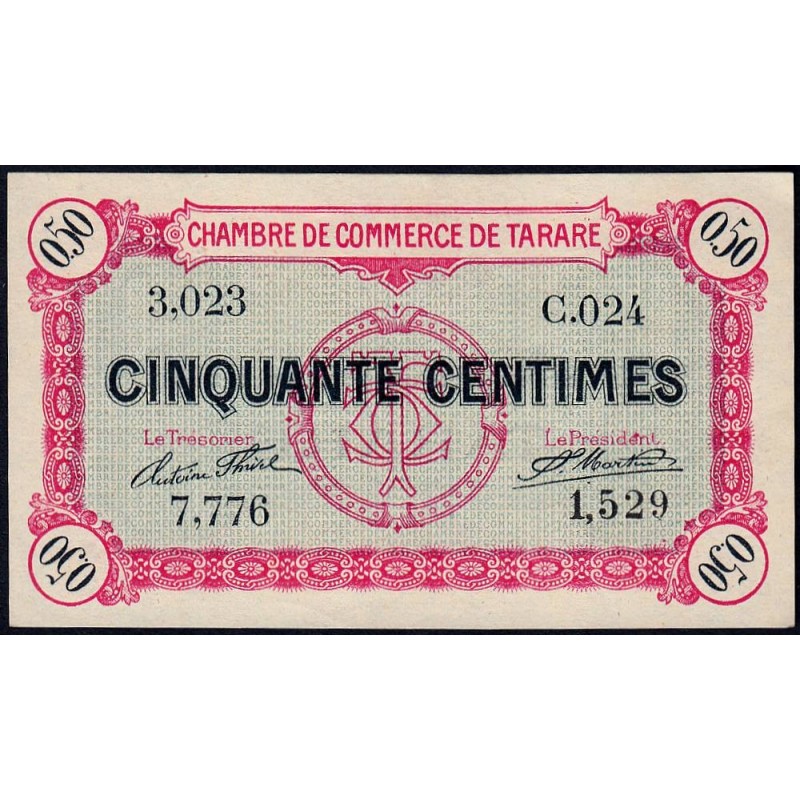 0.50 0.50
CHAMBRE DE COMMERCE DE TARARE
3,023 C.024
CINQUANTE CENTIMES
Le Trésorier Le Président
Antoine
7,776 1,529
0.50 0.50